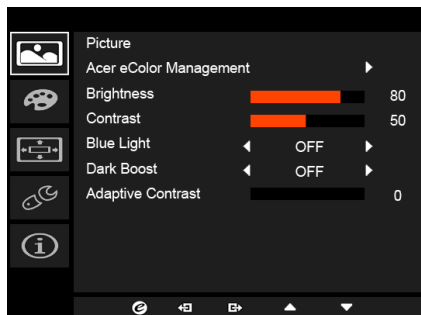 Picture
Acer eColor Management
Brightness 80
Contrast 50
Blue Light OFF
Dark Boost OFF
Adaptive Contrast 0